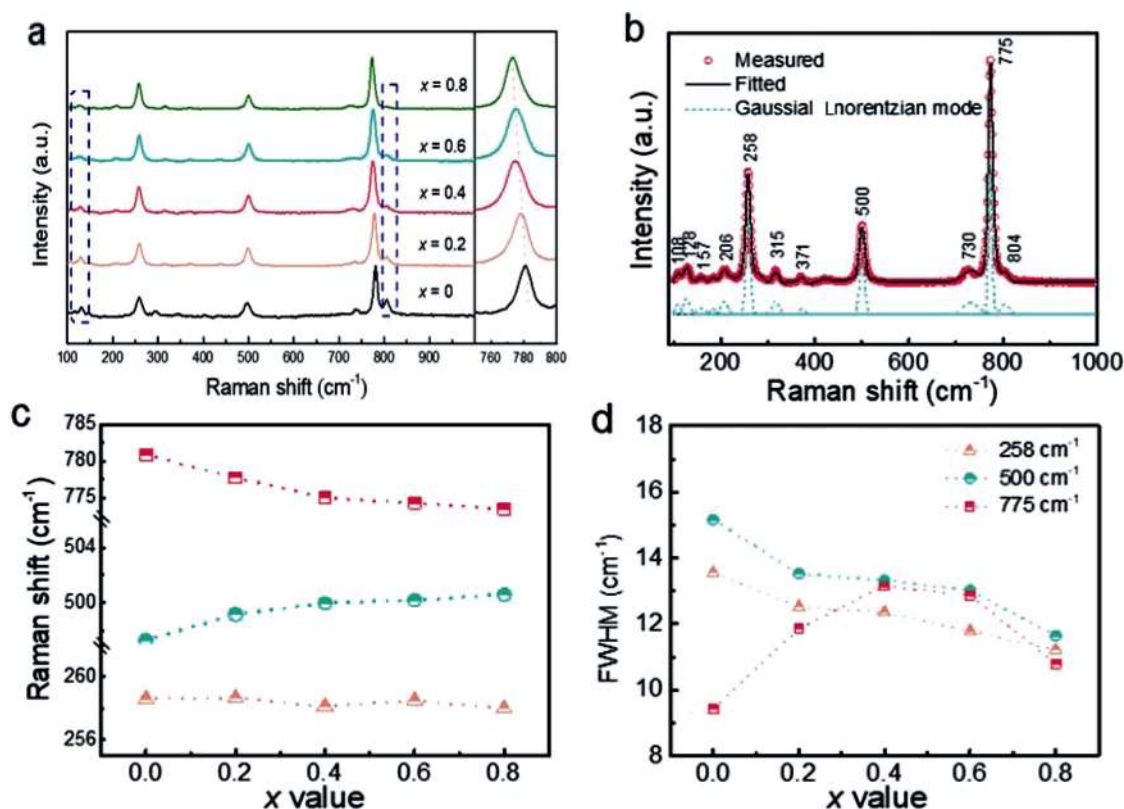 a
Intensity (a.u.)
x = 0.8
x = 0.6
x = 0.4
x = 0.2
x = 0
100 200 300 400 500 600 700 800 900 760 780 800
Raman shift (cm⁻¹)
b
Measured
Fitted
Gaussial Lnorentzian mode
Intensity (a.u.)
108
128
157
206
258
315
371
500
730
775
804
200 400 600 800 1000
Raman shift (cm⁻¹)
c
Raman shift (cm⁻¹)
785
780
775
504
500
260
256
0.0 0.2 0.4 0.6 0.8
x value
d
258 cm⁻¹
500 cm⁻¹
775 cm⁻¹
FWHM (cm⁻¹)
18
16
14
12
10
8
0.0 0.2 0.4 0.6 0.8
x value